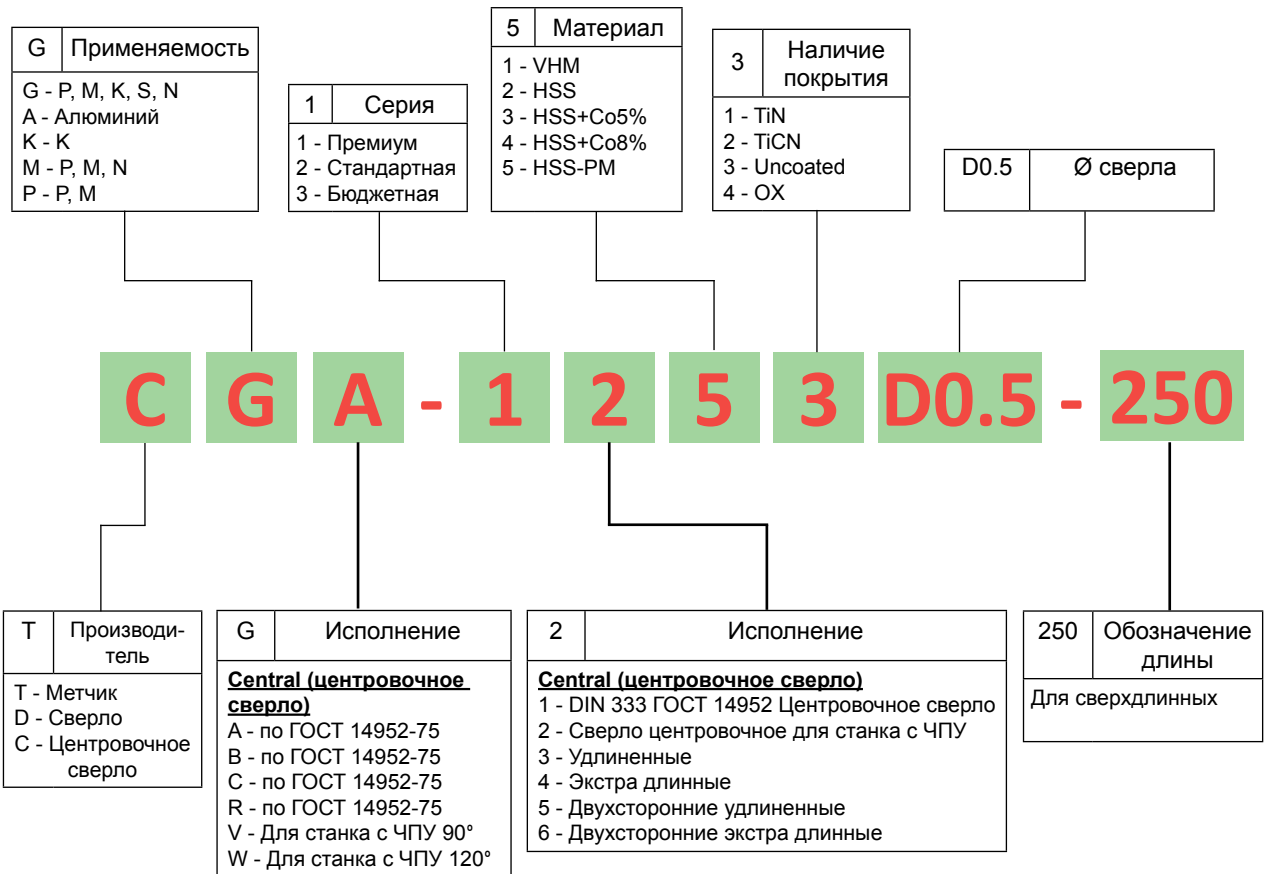 G Применяемость
G - P, M, K, S, N
A - Алюминий
K - K
M - P, M, N
P - P, M
1 Серия
1 - Премиум
2 - Стандартная
3 - Бюджетная
5 Материал
1 - VHM
2 - HSS
3 - HSS+Co5%
4 - HSS+Co8%
5 - HSS-PM
3 Наличие
покрытия
1 - TiN
2 - TiCN
3 - Uncoated
4 - OX
D0.5 Ø сверла
C G A - 1 2 5 3 D0.5 - 250
T Производи-
тель
T - Метчик
D - Сверло
C - Центровочное
сверло
G Исполнение
Central (центровочное
сверло)
A - по ГОСТ 14952-75
B - по ГОСТ 14952-75
C - по ГОСТ 14952-75
R - по ГОСТ 14952-75
V - Для станка с ЧПУ 90°
W - Для станка с ЧПУ 120°
2 Исполнение
Central (центровочное сверло)
1 - DIN 333 ГОСТ 14952 Центровочное сверло
2 - Сверло центровочное для станка с ЧПУ
3 - Удлиненные
4 - Экстра длинные
5 - Двухсторонние удлиненные
6 - Двухсторонние экстра длинные
250 Обозначение
длины
Для сверхдлинных